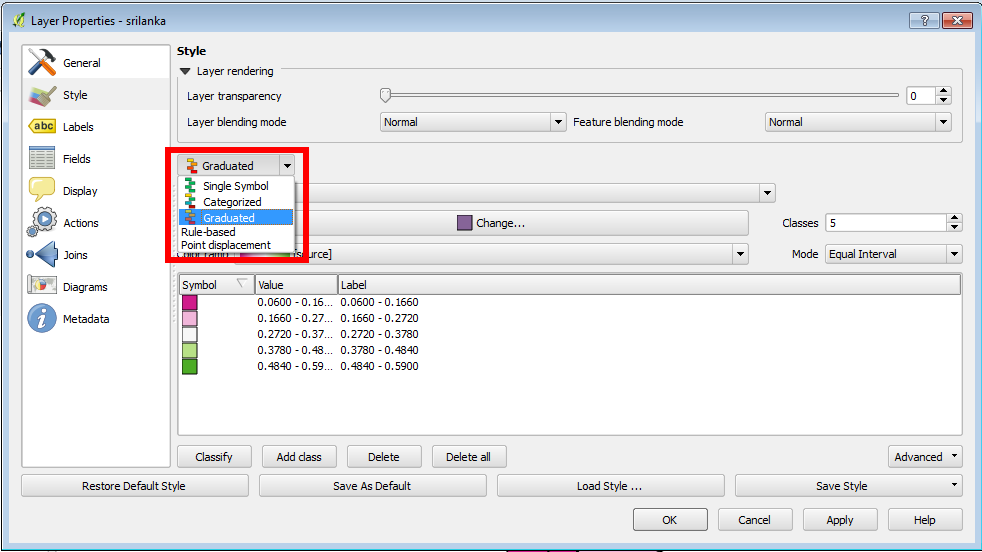 Layer Properties - srilanka
General
Style
Labels
Fields
Display
Actions
Joins
Diagrams
Metadata
abc
Style
Layer rendering
Layer transparency 0
Layer blending mode Normal Feature blending mode Normal
Graduated
Single Symbol
Categorized
Graduated
Rule-based
Point displacement
Change... Classes 5
[source] Mode Equal Interval
Symbol Value Label
0.0600 - 0.16... 0.0600 - 0.1660
0.1660 - 0.27... 0.1660 - 0.2720
0.2720 - 0.37... 0.2720 - 0.3780
0.3780 - 0.48... 0.3780 - 0.4840
0.4840 - 0.59... 0.4840 - 0.5900
Classify Add class Delete Delete all Advanced
Restore Default Style Save As Default Load Style ... Save Style
OK Cancel Apply Help